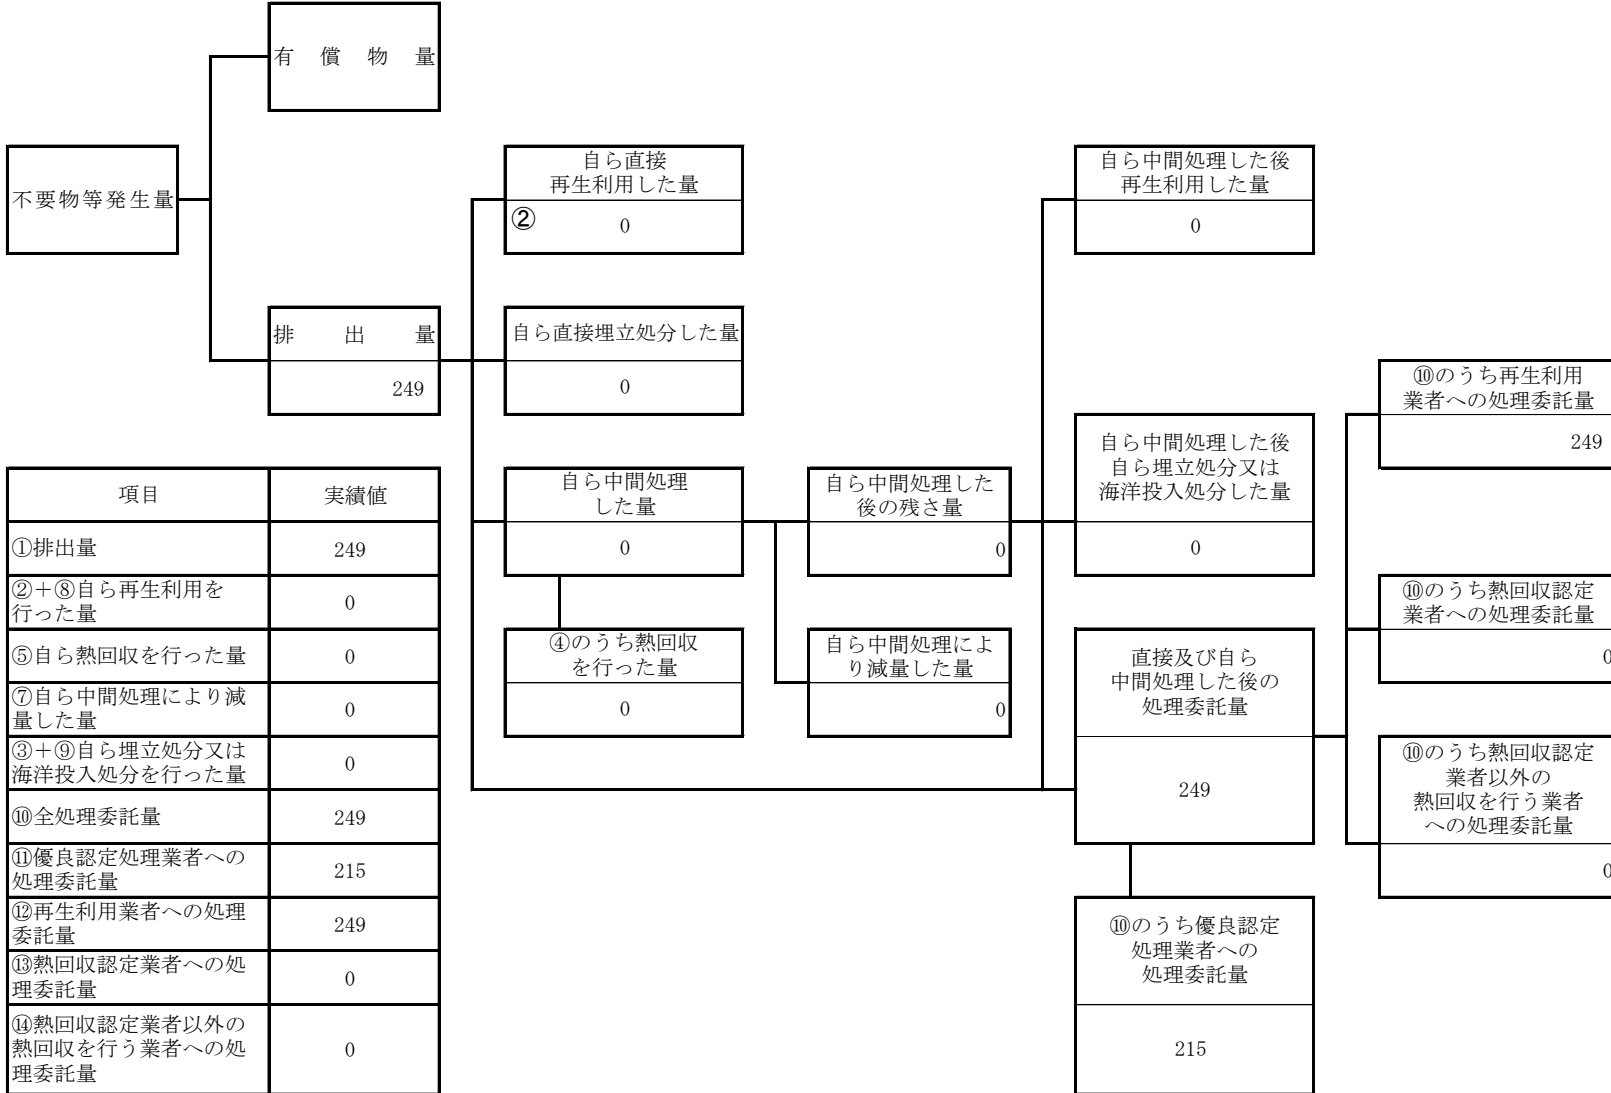 有償物量
不要物等発生量
自ら直接
再生利用した量
② 0
自ら中間処理した後
再生利用した量
0
排出量
249
自ら直接埋立処分した量
0
⑩のうち再生利用
業者への処理委託量
249
自ら中間処理
した量
0
自ら中間処理した
後の残さ量
0
自ら中間処理した後
自ら埋立処分又は
海洋投入処分した量
0
⑩のうち熱回収認定
業者への処理委託量
0
④のうち熱回収
を行った量
0
自ら中間処理によ
り減量した量
0
直接及び自ら
中間処理した後の
処理委託量
249
⑩のうち熱回収認定
業者以外の
熱回収を行う業者
への処理委託量
0
⑩のうち優良認定
処理業者への
処理委託量
215
項目 実績値
①排出量 249
②+⑧自ら再生利用を
行った量 0
⑤自ら熱回収を行った量 0
⑦自ら中間処理により減
量した量 0
③+⑨自ら埋立処分又は
海洋投入処分を行った量 0
⑩全処理委託量 249
⑪優良認定処理業者への
処理委託量 215
⑫再生利用業者への処理
委託量 249
⑬熱回収認定業者への処
理委託量 0
⑭熱回収認定業者以外の
熱回収を行う業者への処
理委託量 0